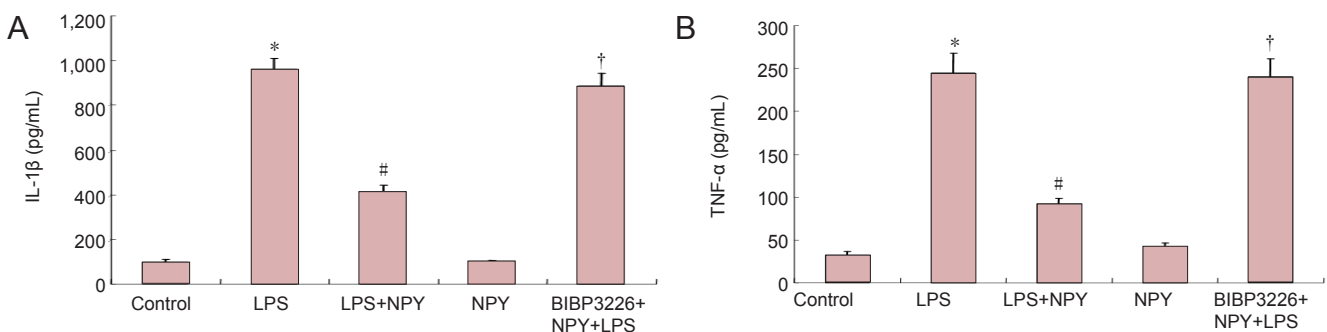 A
IL-1β (pg/mL)
1,200
1,000
800
600
400
200
0
*
#
†
Control
LPS
LPS+NPY
NPY
BIBP3226+
NPY+LPS
B
TNF-α (pg/mL)
300
250
200
150
100
50
0
*
#
†
Control
LPS
LPS+NPY
NPY
BIBP3226+
NPY+LPS